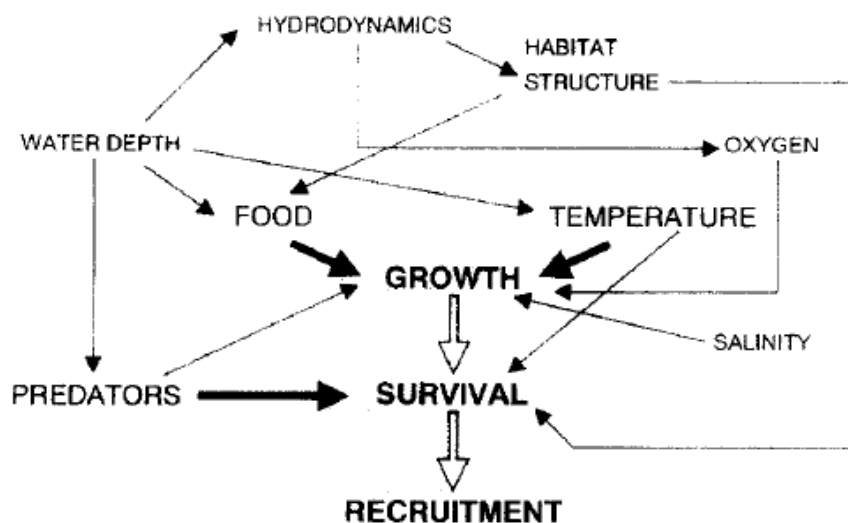 HYDRODYNAMICS
HABITAT
STRUCTURE
WATER DEPTH
OXYGEN
FOOD
TEMPERATURE
GROWTH
SALINITY
PREDATORS
SURVIVAL
RECRUITMENT